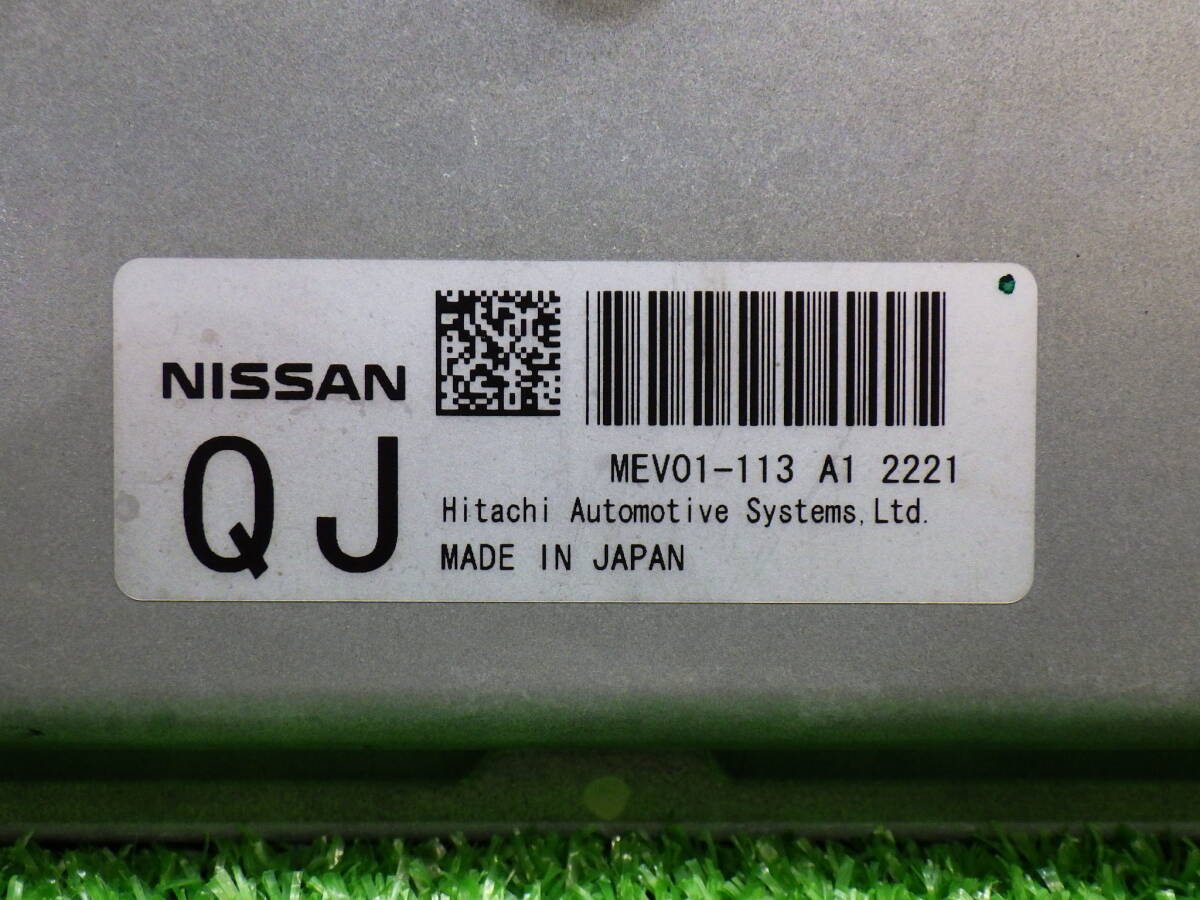 NISSAN
QJ
MEV01-113 A1 2221
Hitachi Automotive Systems,Ltd.
MADE IN JAPAN